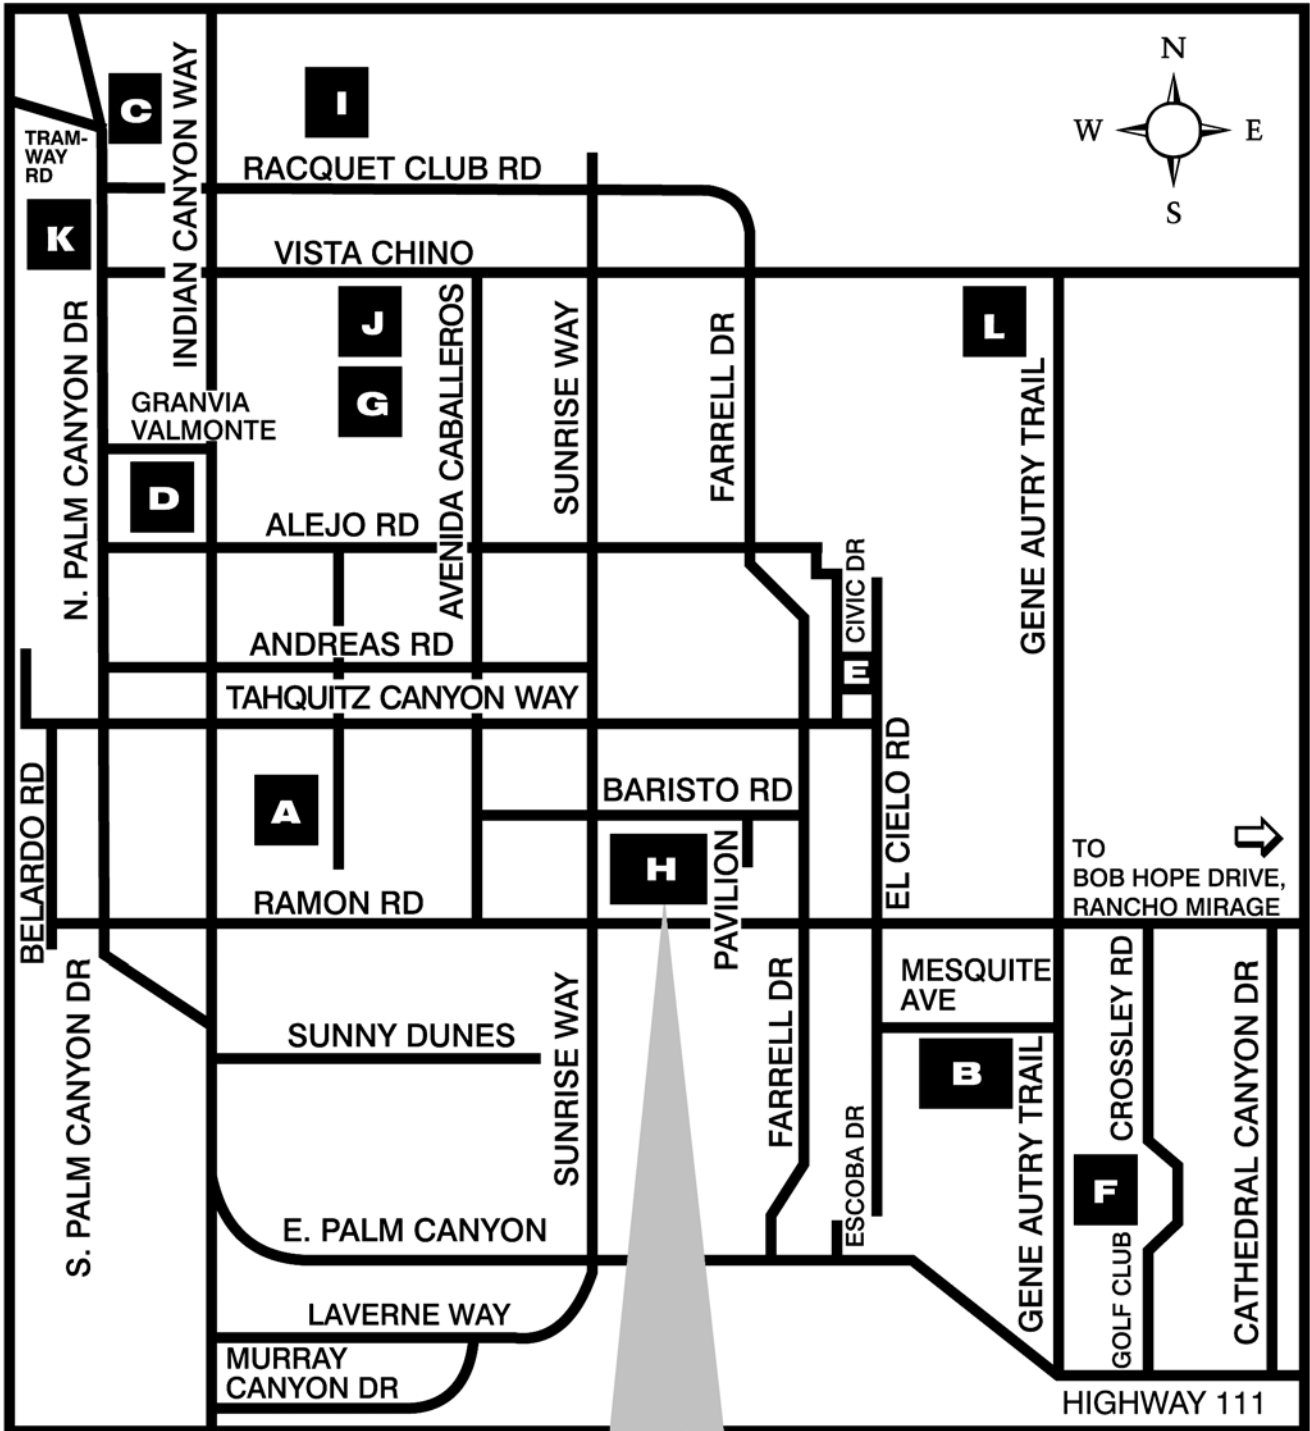 N
C
I
W
E
TRAM-
WAY
RD
INDIAN CANYON WAY
RACQUET CLUB RD
S
K
VISTA CHINO
N. PALM CANYON DR
J
AVENIDA CABALLEROS
SUNRISE WAY
FARRELL DR
L
GENE AUTRY TRAIL
GRANVIA
VALMONTE
G
D
ALEJO RD
CIVIC DR
ANDREAS RD
E
TAHQUITZ CANYON WAY
EL CIELO RD
BELARDO RD
A
BARISTO RD
H
PAVILION
TO
BOB HOPE DRIVE,
RANCHO MIRAGE
RAMON RD
S. PALM CANYON DR
SUNNY DUNES
SUNRISE WAY
FARRELL DR
MESQUITE
AVE
CROSSLEY RD
CATHEDRAL CANYON DR
B
GENE AUTRY TRAIL
ESCOBA DR
F
E. PALM CANYON
GOLF CLUB
LAVERNE WAY
MURRAY
CANYON DR
HIGHWAY 111